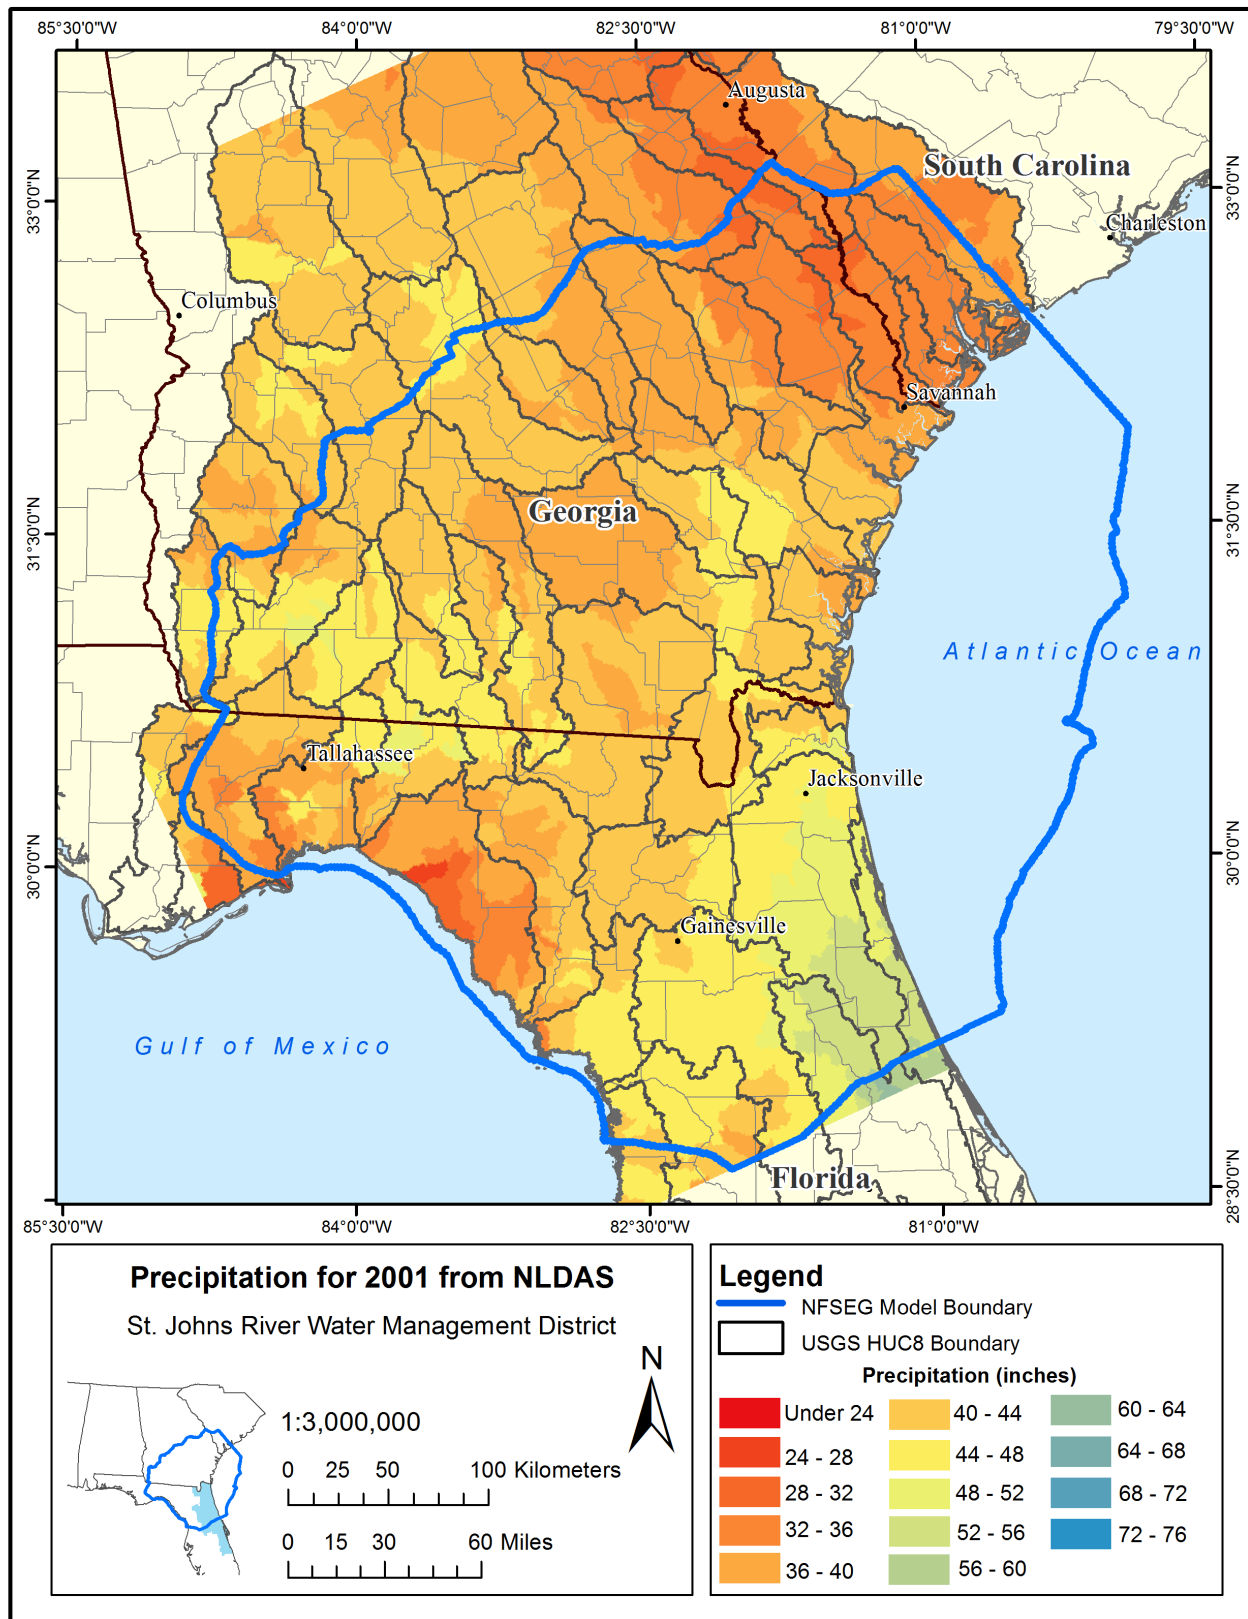 85°30'0"W 84°0'0"W 82°30'0"W 81°0'0"W 79°30'0"W
Augusta
South Carolina
33°0'0"N
33°0'0"N
Charleston
Columbus
Savannah
Georgia
31°30'0"N
31°30'0"N
Atlantic Ocean
Tallahassee
Jacksonville
30°0'0"N
30°0'0"N
Gainesville
Gulf of Mexico
Florida
28°30'0"N
85°30'0"W 84°0'0"W 82°30'0"W 81°0'0"W
Precipitation for 2001 from NLDAS
St. Johns River Water Management District
N
1:3,000,000
0 25 50 100 Kilometers
0 15 30 60 Miles
Legend
NFSEG Model Boundary
USGS HUC8 Boundary
Precipitation (inches)
Under 24
24 - 28
28 - 32
32 - 36
36 - 40
40 - 44
44 - 48
48 - 52
52 - 56
56 - 60
60 - 64
64 - 68
68 - 72
72 - 76